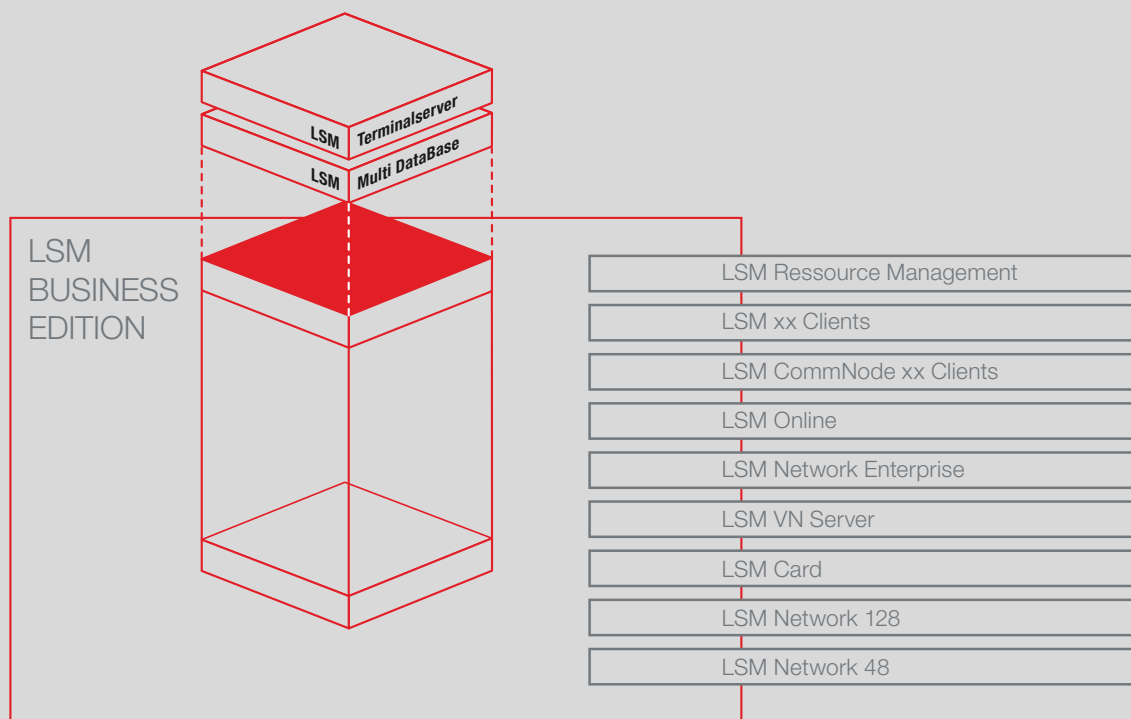 LSM Terminalserver
LSM Multi DataBase
LSM
BUSINESS
EDITION
LSM Ressource Management
LSM xx Clients
LSM CommNode xx Clients
LSM Online
LSM Network Enterprise
LSM VN Server
LSM Card
LSM Network 128
LSM Network 48